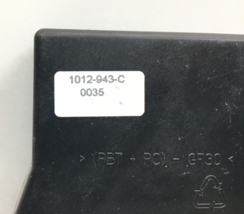 1012-943-C
0035
> (PBT + PC) - GF30 <